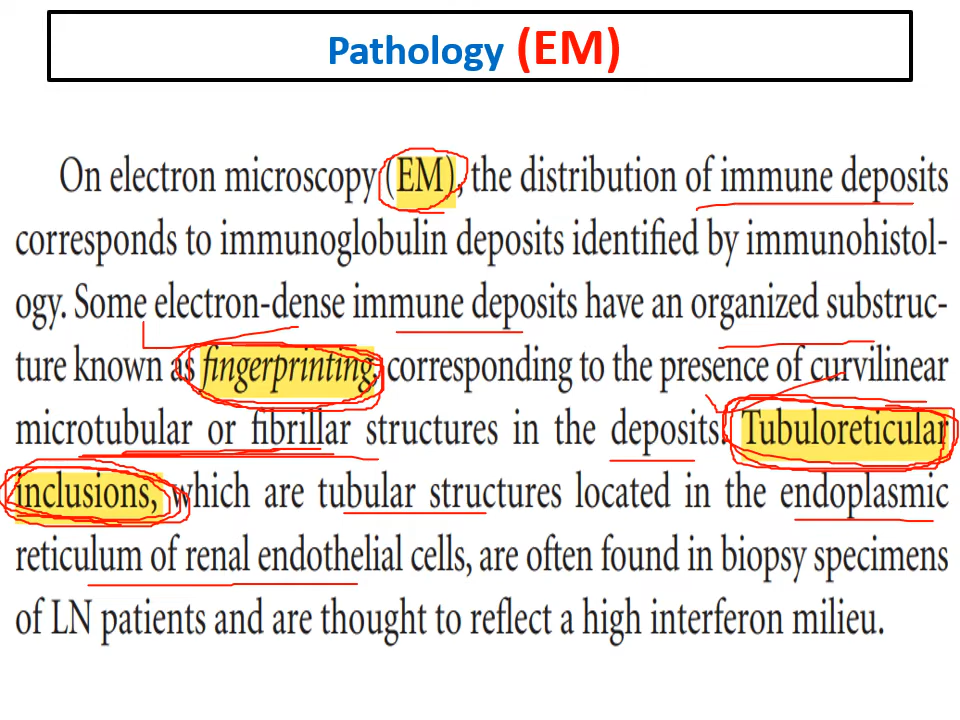 Pathology (EM)
On electron microscopy (EM), the distribution of immune deposits
corresponds to immunoglobulin deposits identified by immunohistol-
ogy. Some electron-dense immune deposits have an organized substruc-
ture known as fingerprinting, corresponding to the presence of curvilinear
microtubular or fibrillar structures in the deposits. Tubuloreticular
inclusions, which are tubular structures located in the endoplasmic
reticulum of renal endothelial cells, are often found in biopsy specimens
of LN patients and are thought to reflect a high interferon milieu.